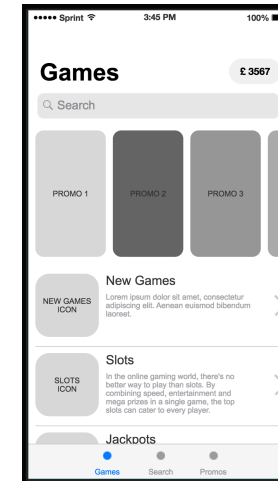 Sprint 3:45 PM 100%
Games
£ 3567
Search
PROMO 1
PROMO 2
PROMO 3
New Games
NEW GAMES
ICON
Lorem ipsum dolor sit amet, consectetur
adipiscing elit. Aenean euismod bibendum
laoreet.
Slots
SLOTS
ICON
In the online gaming world, there's no
better way to play than slots. By
combining speed, entertainment and
mega prizes in a single game, the top
slots can cater to every player.
Jackpots
Games Search Promos